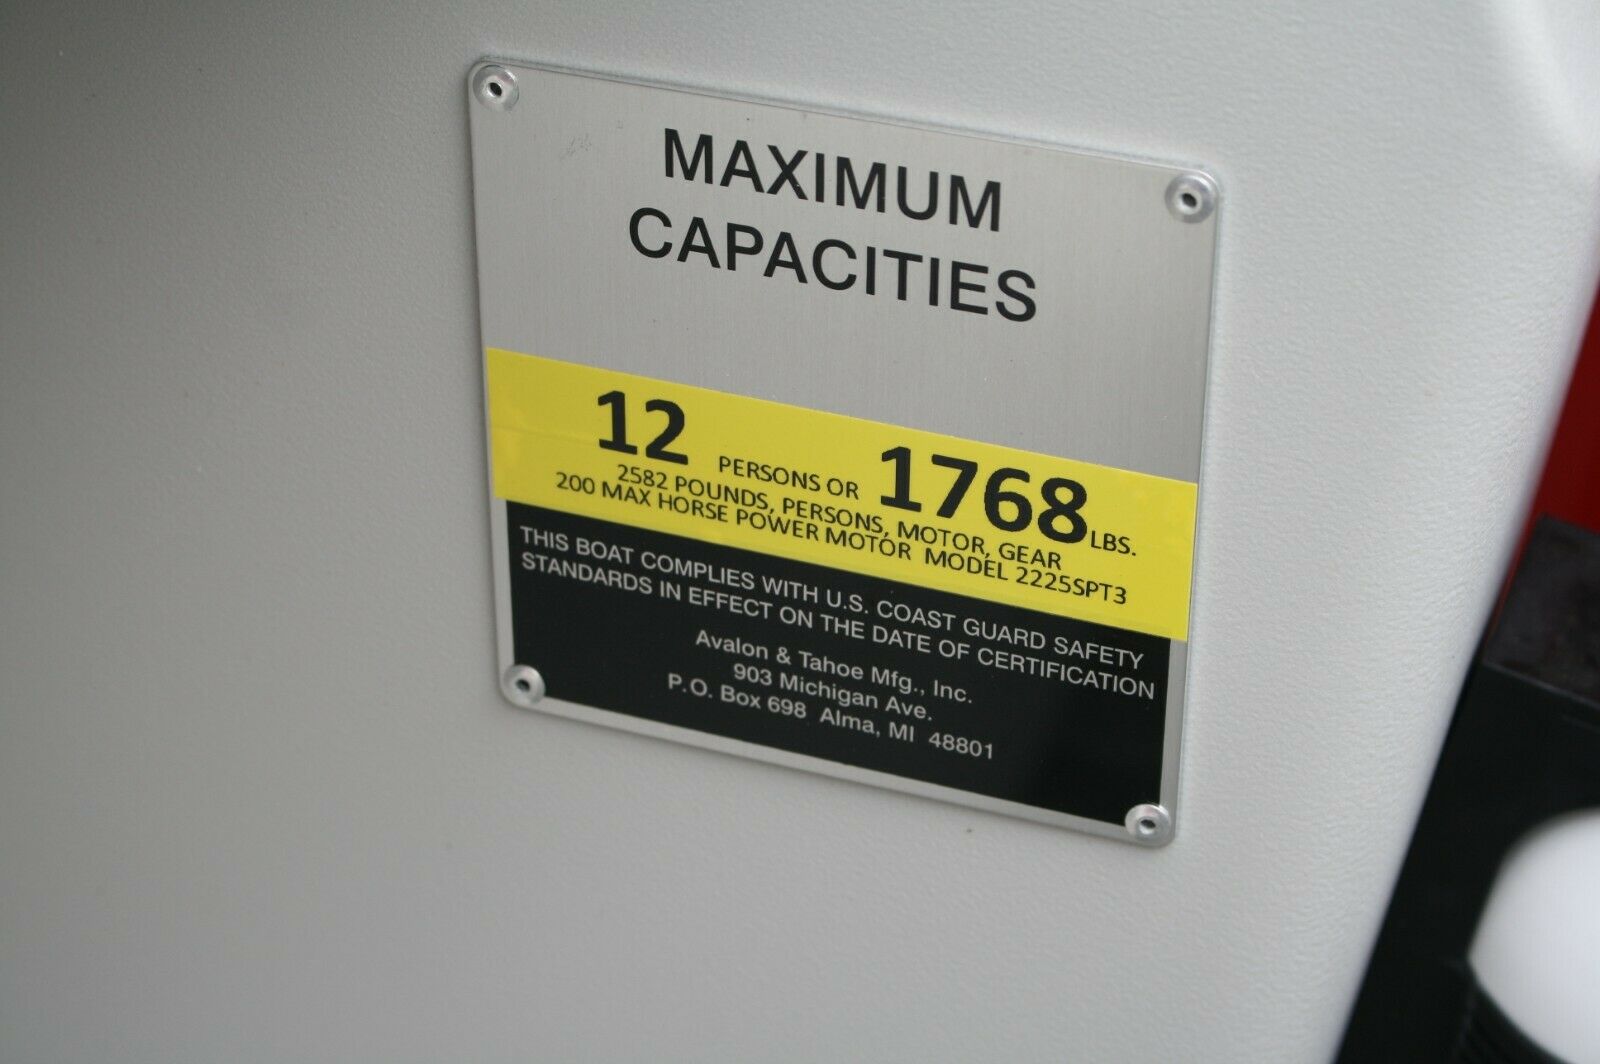 MAXIMUM
CAPACITIES
12 PERSONS OR 1768 LBS.
2582 POUNDS, PERSONS, MOTOR, GEAR
200 MAX HORSE POWER MOTOR MODEL 2225SPT3
THIS BOAT COMPLIES WITH U.S. COAST GUARD SAFETY
STANDARDS IN EFFECT ON THE DATE OF CERTIFICATION
Avalon & Tahoe Mfg., Inc.
903 Michigan Ave.
P.O. Box 698 Alma, MI 48801